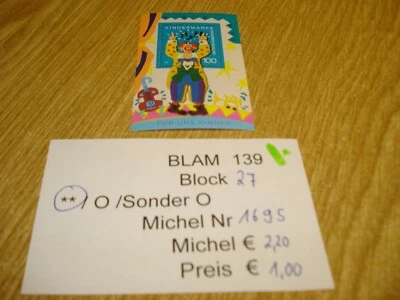 KINDERMARKE
100
FÜR UNS KINDER
BLAM 139
Block 27
** / O /Sonder O
Michel Nr 1695
Michel € 2,20
Preis € 1,00